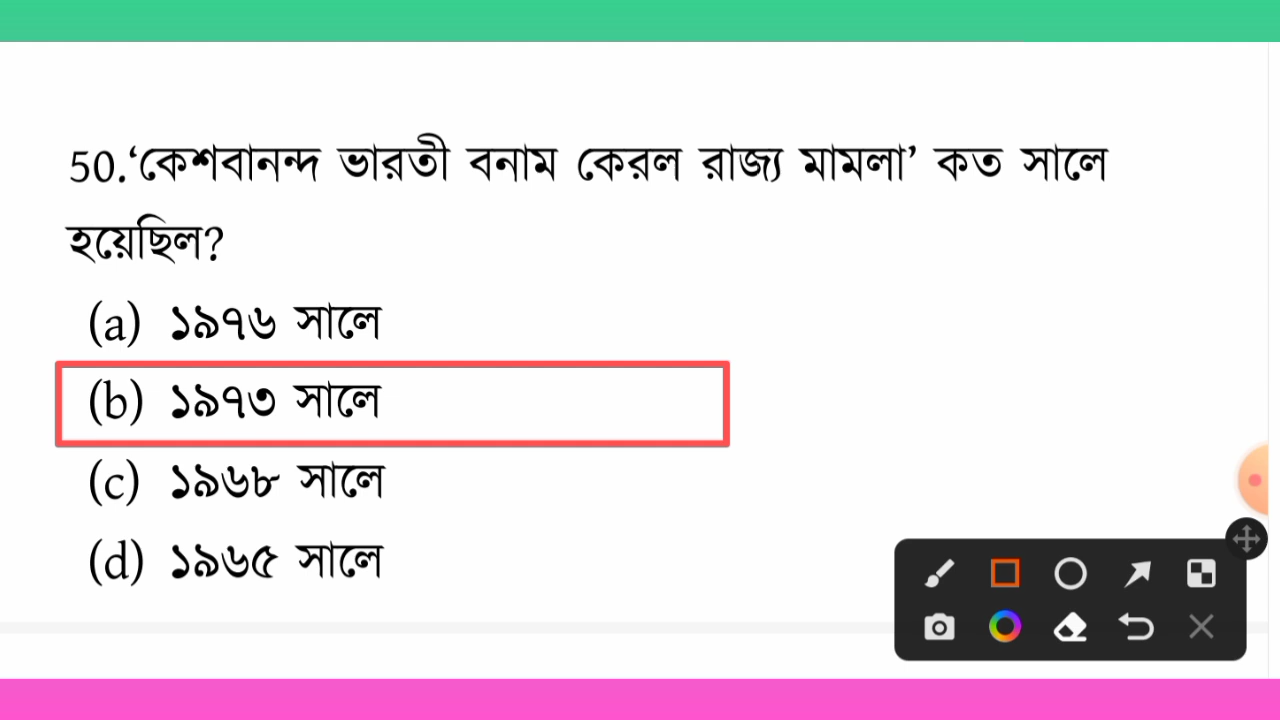 50.‘কেশবানন্দ ভারতী বনাম কেরল রাজ্য মামলা’ কত সালে
হয়েছিল?
(a) ১৯৭৬ সালে
(b) ১৯৭৩ সালে
(c) ১৯৬৮ সালে
(d) ১৯৬৫ সালে